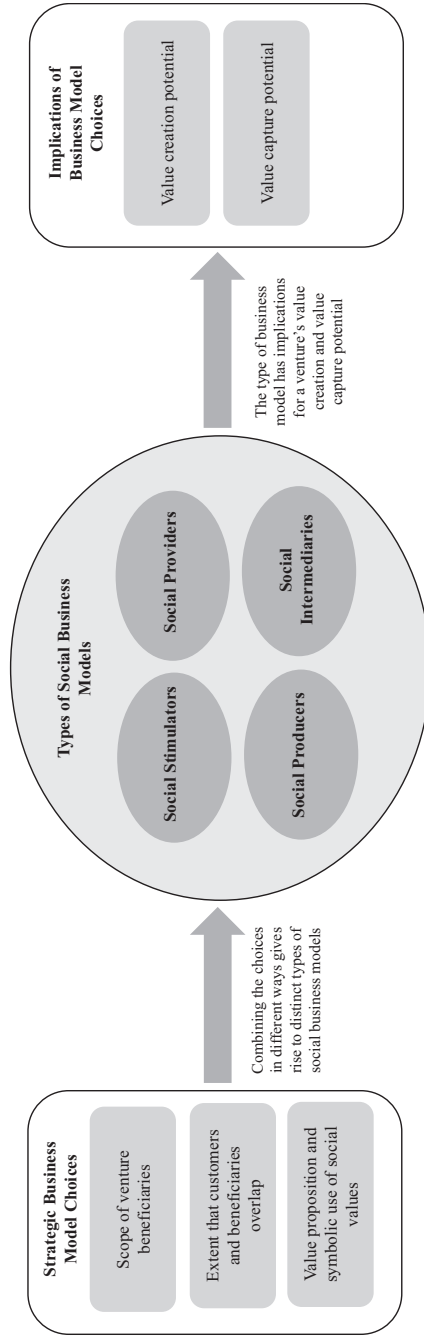 Strategic Business
Model Choices
Scope of venture
beneficiaries
Extent that customers
and beneficiaries
overlap
Value proposition and
symbolic use of social
values
Combining the choices
in different ways gives
rise to distinct types of
social business models
Types of Social Business
Models
Social Stimulators
Social Providers
Social Producers
Social
Intermediaries
The type of business
model has implications
for a venture's value
creation and value
capture potential
Implications of
Business Model
Choices
Value creation potential
Value capture potential